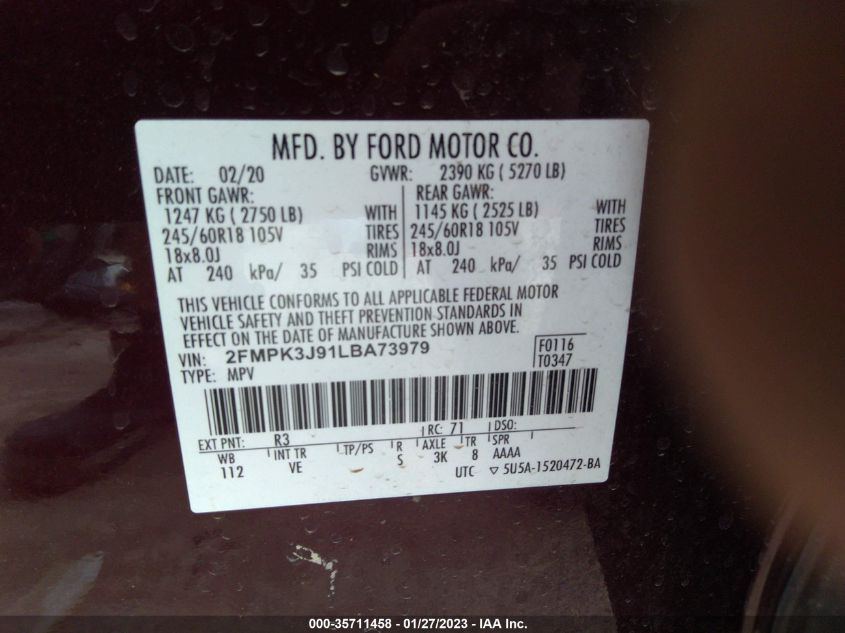 MFD. BY FORD MOTOR CO.
DATE: 02/20 GVWR: 2390 KG ( 5270 LB)
FRONT GAWR: REAR GAWR:
1247 KG ( 2750 LB) WITH 1145 KG ( 2525 LB) WITH
245/60R18 105V TIRES 245/60R18 105V TIRES
18x8.0J RIMS 18x8.0J RIMS
AT 240 kPa/ 35 PSI COLD AT 240 kPa/ 35 PSI COLD
THIS VEHICLE CONFORMS TO ALL APPLICABLE FEDERAL MOTOR
VEHICLE SAFETY AND THEFT PREVENTION STANDARDS IN
EFFECT ON THE DATE OF MANUFACTURE SHOWN ABOVE.
VIN: 2FMPK3J91LBA73979 F0116
TYPE: MPV T0347
EXT PNT: R3 RC: 71 DSO:
WB INT TR TP/PS R AXLE TR SPR
112 VE S 3K 8 AAAA
UTC ▽ 5U5A-1520472-BA
000-35711458 - 01/27/2023 - IAA Inc.